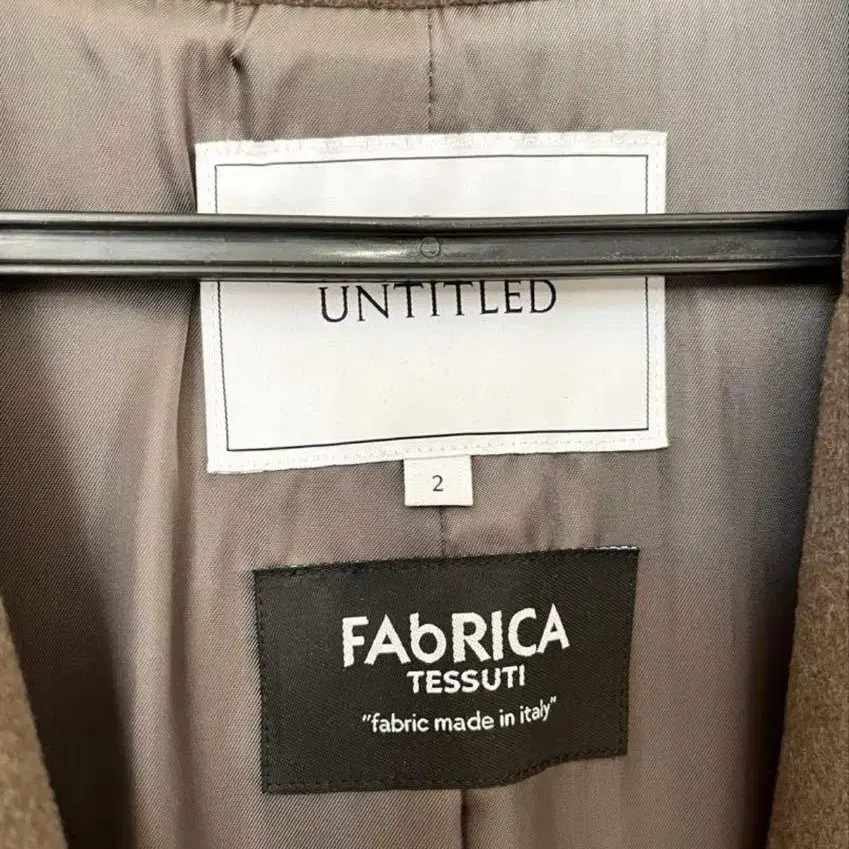 UNTITLED
2
FAbRICA
TESSUTI
"fabric made in italy"